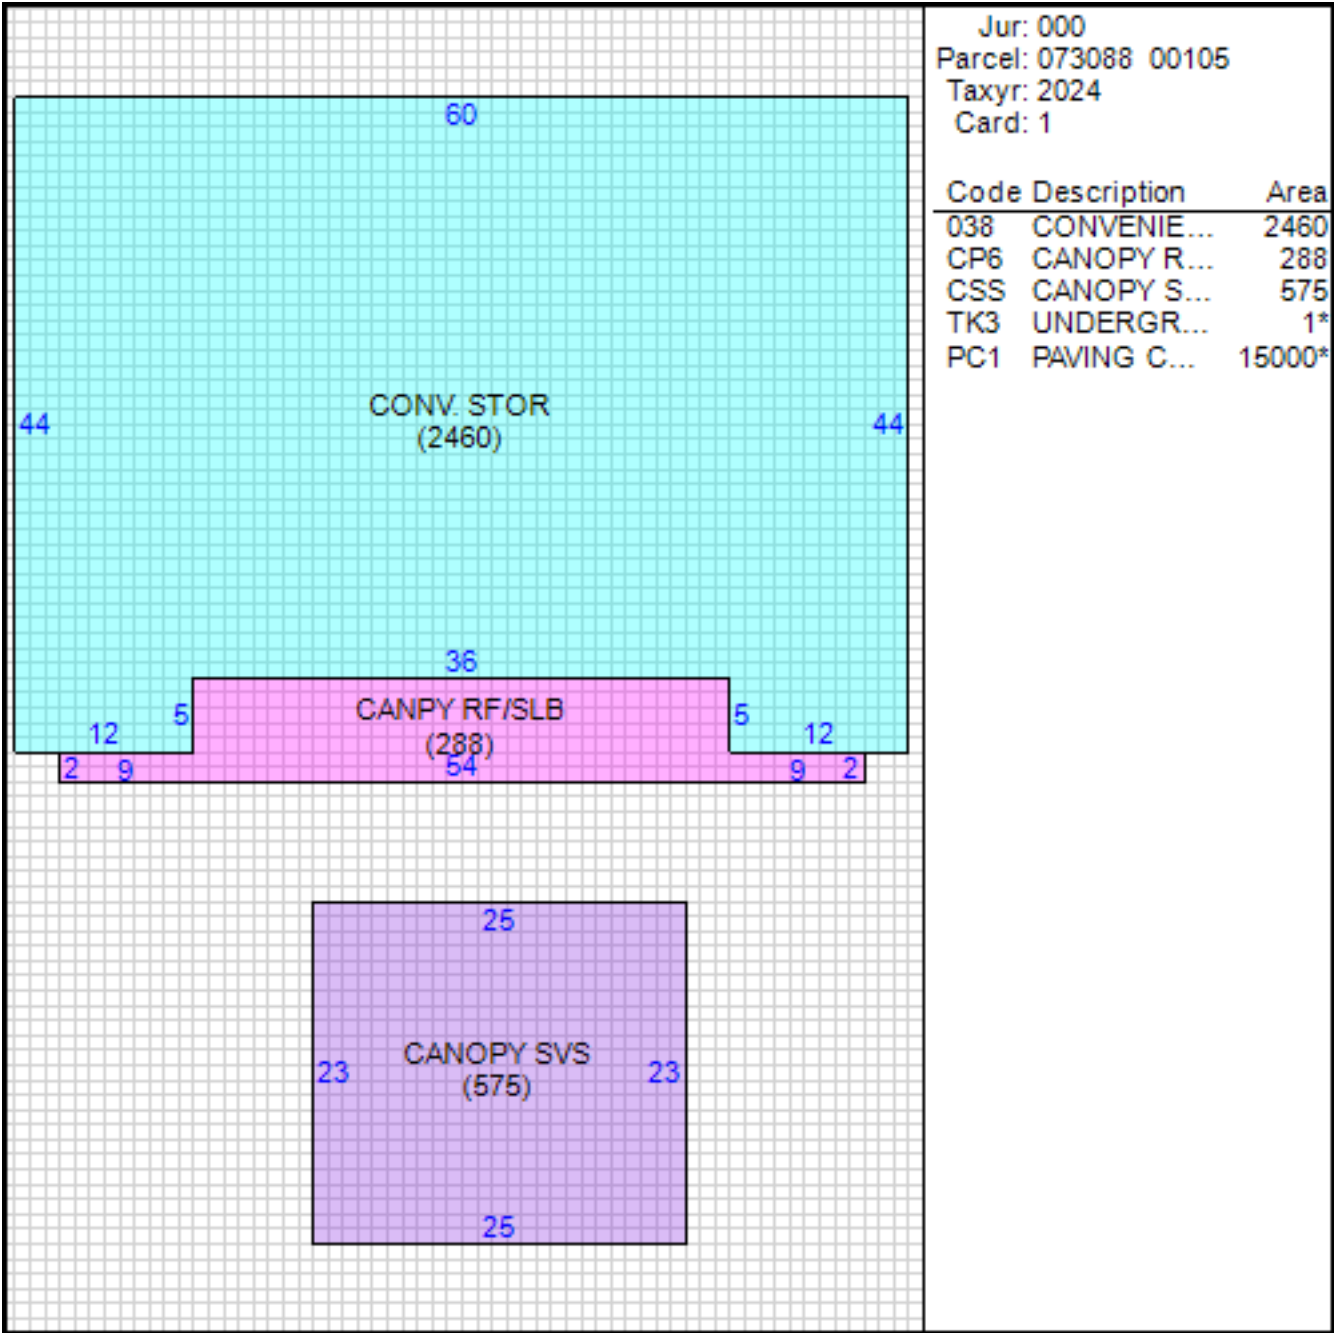 60
CONV. STOR
(2460)
44
44
36
5
CANPY RF/SLB
5
12
(288)
12
2
9
54
9
2
25
CANOPY SVS
23
(575)
23
25
Jur: 000
Parcel: 073088 00105
Taxyr: 2024
Card: 1
Code Description Area
038 CONVENIE... 2460
CP6 CANOPY R... 288
CSS CANOPY S... 575
TK3 UNDERGR... 1*
PC1 PAVING C... 15000*